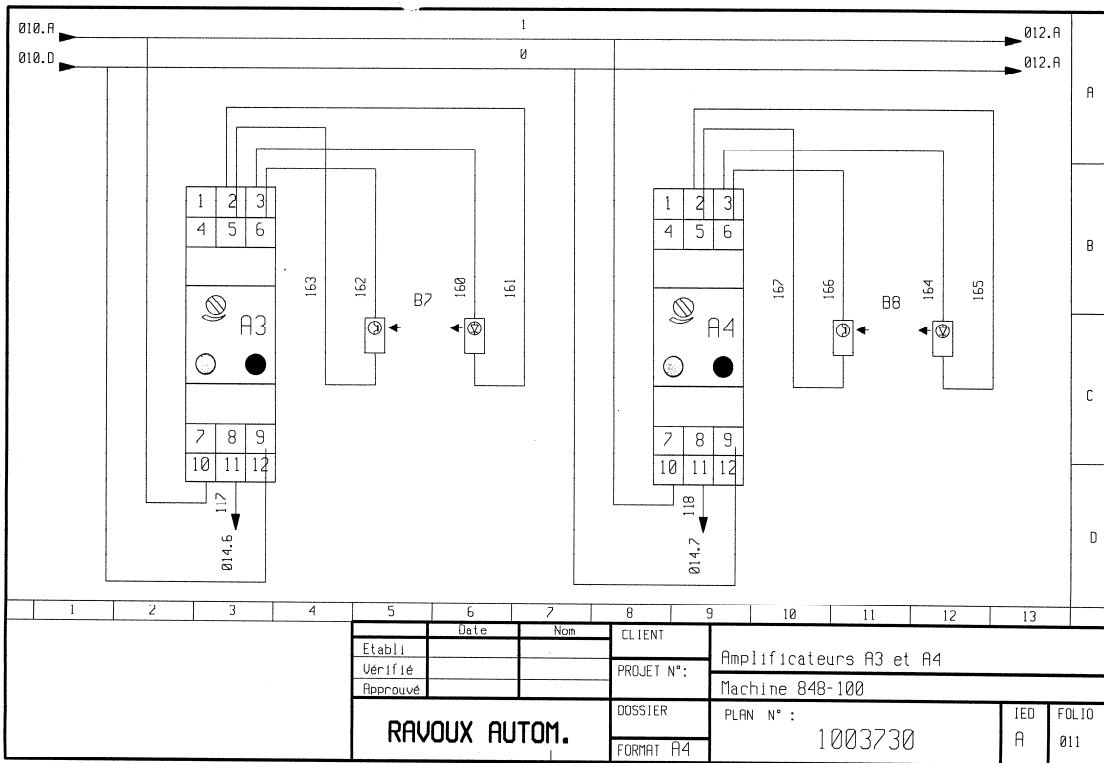 010.A 1 012.A
010.D 0 012.A
A
1 2 3
4 5 6
1 2 3
4 5 6
B
163 162 B7 160 161
167 166 B8 164 165
A3
A4
C
7 8 9
10 11 12
7 8 9
10 11 12
117
014.6
118
014.7
D
1 2 3 4 5 6 7 8 9 10 11 12 13
Date Nom
Etabli
Vérifié
Approuvé
CLIENT
PROJET N°:
Amplificateurs A3 et A4
Machine 848-100
RAVOUX AUTOM.
DOSSIER
FORMAT A4
PLAN N° :
1003730
IED
A
FOLIO
011